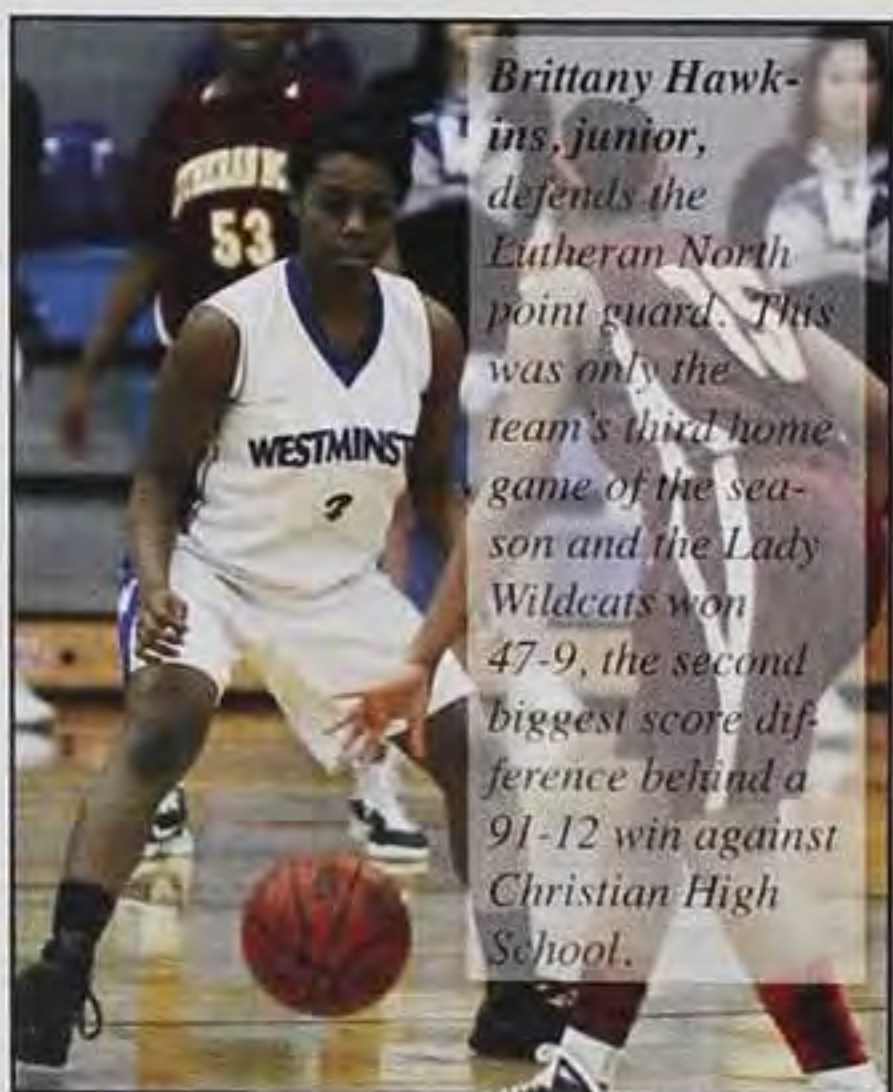 Brittany Hawk-
ins, junior,
defends the
Lutheran North
point guard. This
was only the
team's third home
game of the sea-
son and the Lady
Wildcats won
47-9, the second
biggest score dif-
ference behind a
91-12 win against
Christian High
School.
53
WESTMINST
3